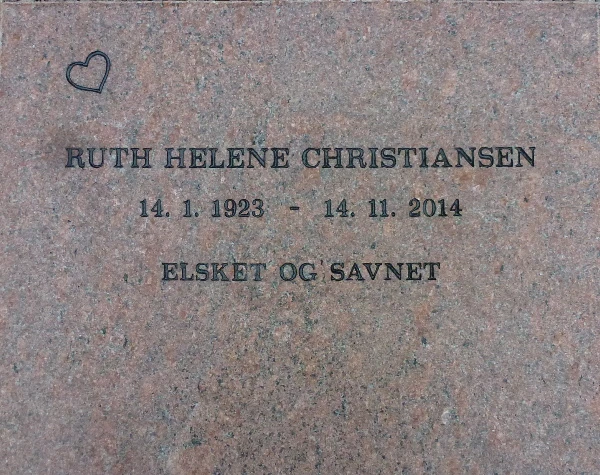 RUTH HELENE CHRISTIANSEN
14. 1. 1923 - 14. 11. 2014
ELSKET OG SAVNET